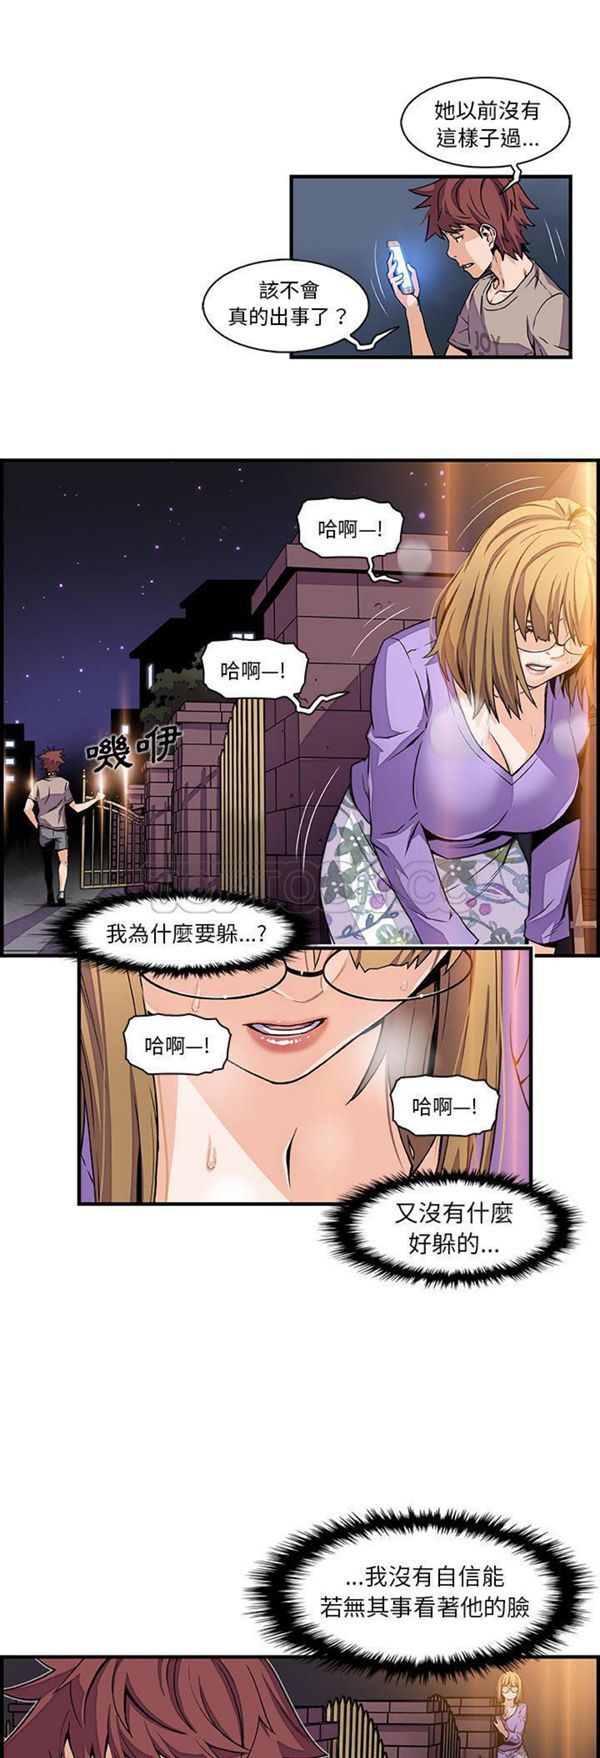 她以前沒有
這樣子過...
該不會
真的出事了？
JOY
哈啊—!
哈啊—!
嘰咿
我為什麼要躲...?
哈啊—!
哈啊—!
又沒有什麼
好躲的...
...我沒有自信能
若無其事看著他的臉